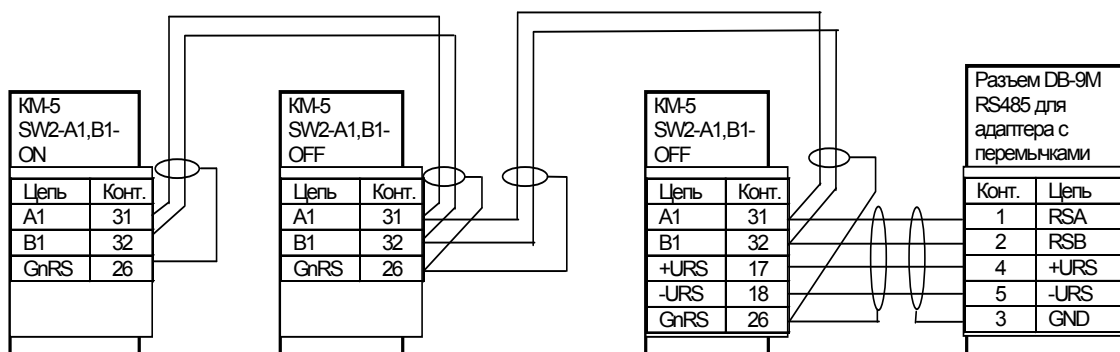 КМ-5
SW2-A1,B1-
ON
Цепь Конт.
A1 31
B1 32
GnRS 26
КМ-5
SW2-A1,B1-
OFF
Цепь Конт.
A1 31
B1 32
GnRS 26
КМ-5
SW2-A1,B1-
OFF
Цепь Конт.
A1 31
B1 32
+URS 17
-URS 18
GnRS 26
Разъем DB-9M
RS485 для
адаптера с
перемычками
Конт. Цепь
1 RSA
2 RSB
4 +URS
5 -URS
3 GND